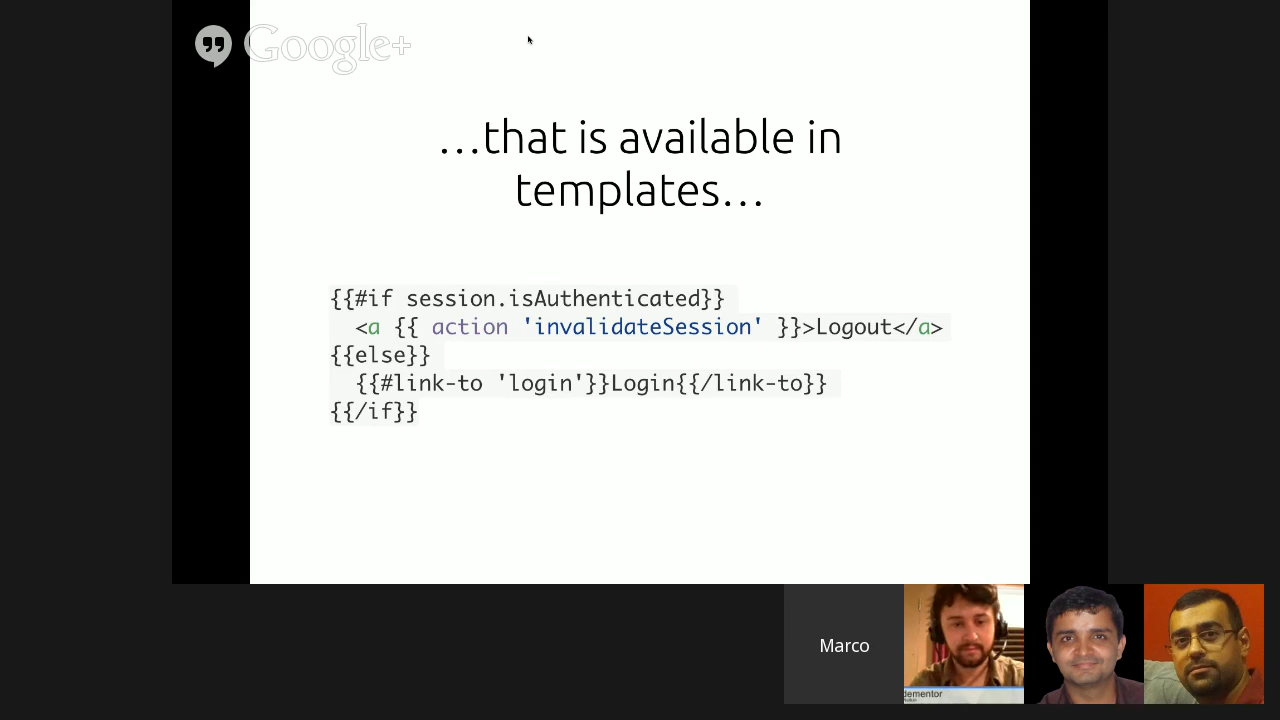 Google+
…that is available in
templates…
{{#if session.isAuthenticated}}
  <a {{ action 'invalidateSession' }}>Logout</a>
{{else}}
  {{#link-to 'login'}}Login{{/link-to}}
{{/if}}
Marco
dementor